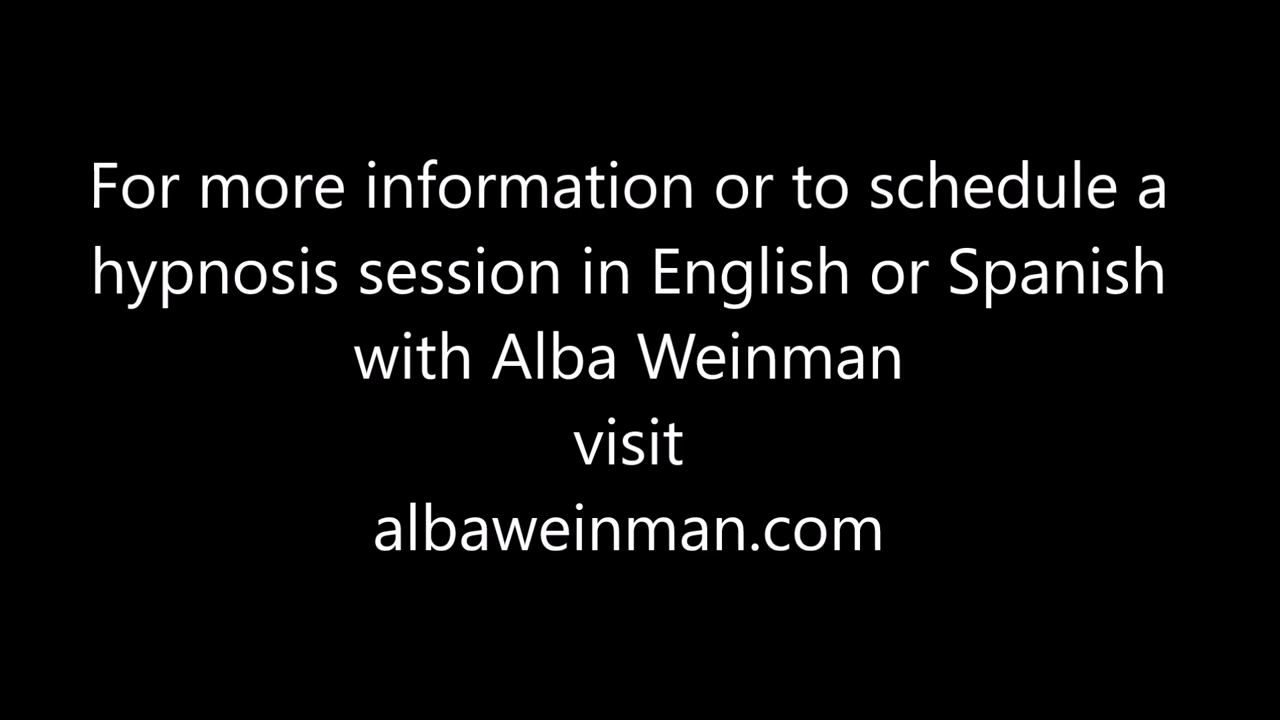 For more information or to schedule a
hypnosis session in English or Spanish
with Alba Weinman
visit
albaweinman.com